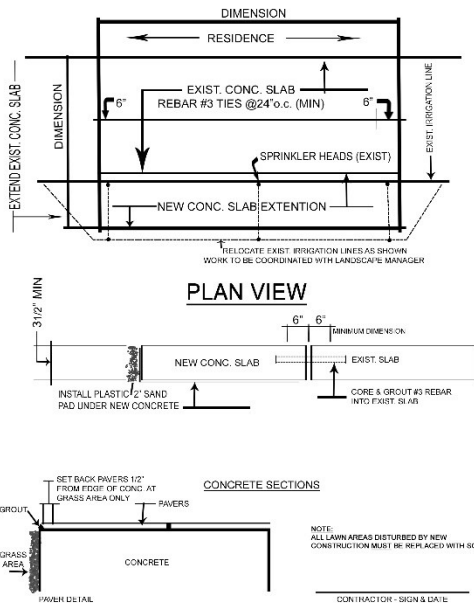 DIMENSION
RESIDENCE
EXTEND EXIST. CONC. SLAB
DIMENSION
6"
EXIST. CONC. SLAB
REBAR #3 TIES @24"o.c. (MIN)
6"
EXIST. IRRIGATION LINE
SPRINKLER HEADS (EXIST)
NEW CONC. SLAB EXTENTION
RELOCATE EXIST. IRRIGATION LINES AS SHOWN
WORK TO BE COORDINATED WTH LANDSCAPE MANAGER
PLAN VIEW
31/2" MIN
6" 6"
MINIMUM DIMENSION
NEW CONC. SLAB
EXIST. SLAB
INSTALL PLASTIC 2' SAND
PAD UNDER NEW CONCRETE
CORE & GROUT #3 REBAR
INTO EXIST. SLAB
SET BACK PAVERS 1/2"
FROM EDGE OF CONC. AT
GRASS AREA ONLY
CONCRETE SECTIONS
PAVERS
GROUT
GRASS
AREA
CONCRETE
NOTE:
ALL LAWN AREAS DISTURBED BY NEW
CONSTRUCTION MUST BE REPLACED WITH
PAVER DETAIL
CONTRACTOR - SIGN & DATE